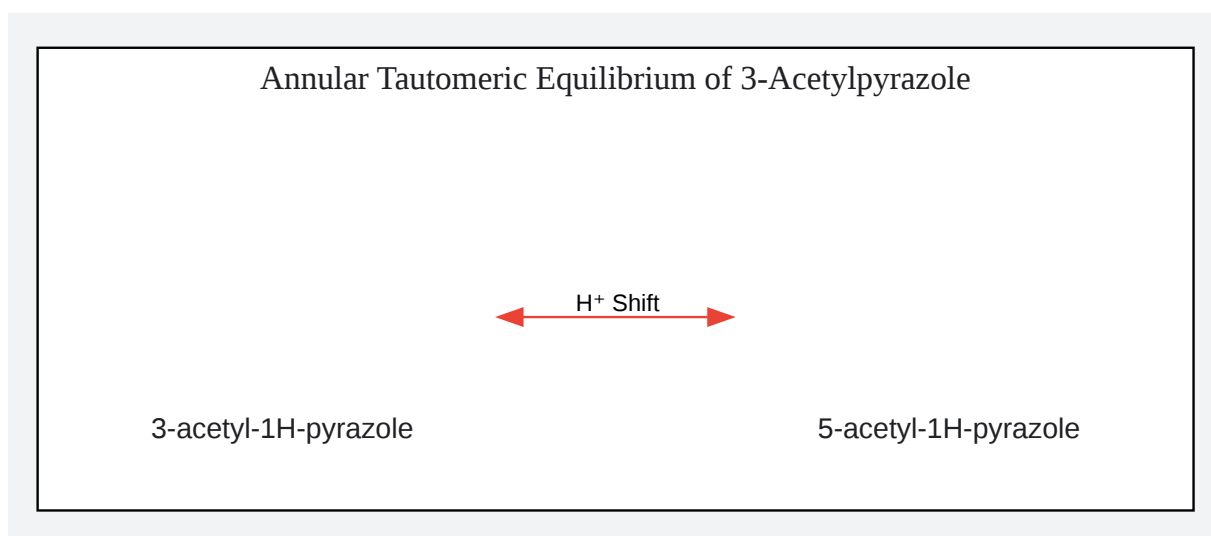 Annular Tautomeric Equilibrium of 3-Acetylpyrazole
H⁺ Shift
3-acetyl-1H-pyrazole
5-acetyl-1H-pyrazole